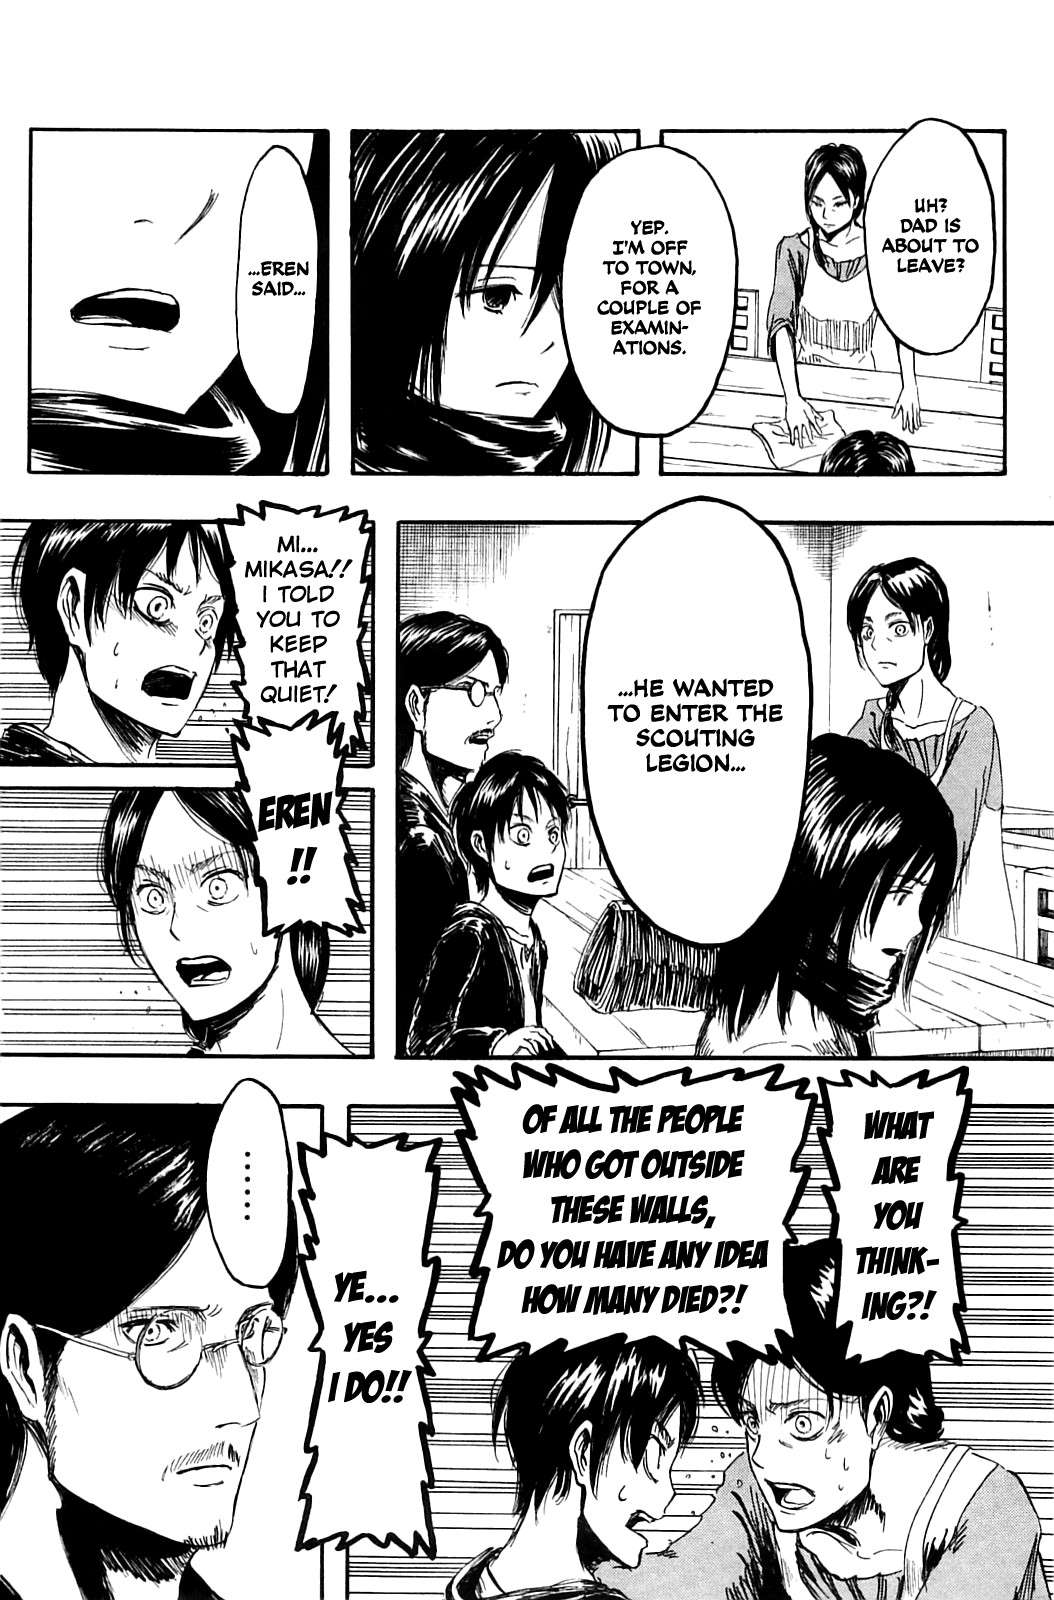 UH?
DAD IS
ABOUT TO
LEAVE?
YEP.
I'M OFF
TO TOWN,
FOR A
COUPLE OF
EXAMIN-
ATIONS.
...EREN
SAID...
...HE WANTED
TO ENTER THE
SCOUTING
LEGION...
MI...
MIKASA!!
I TOLD
YOU TO
KEEP
THAT
QUIET!
EREN
!!
WHAT
ARE
YOU
THINK-
ING?!
OF ALL THE PEOPLE
WHO GOT OUTSIDE
THESE WALLS,
DO YOU HAVE ANY IDEA
HOW MANY DIED?!
YE...
YES
I DO!!
......